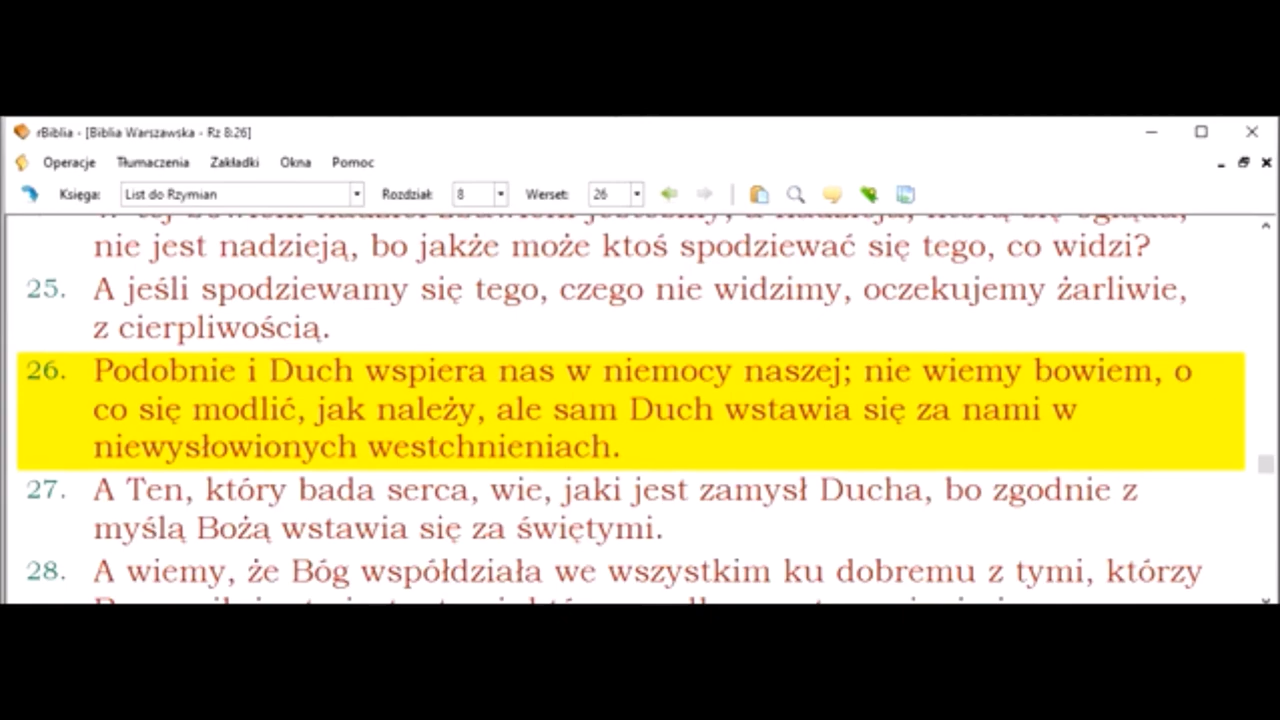 rBiblia - [Biblia Warszawska - Rz 8:26]
Operacje Tłumaczenia Zakładki Okna Pomoc
Księga: List do Rzymian Rozdział: 8 Werset: 26
nie jest nadzieją, bo jakże może ktoś spodziewać się tego, co widzi?
25. A jeśli spodziewamy się tego, czego nie widzimy, oczekujemy żarliwie,
z cierpliwością.
26. Podobnie i Duch wspiera nas w niemocy naszej; nie wiemy bowiem, o
co się modlić, jak należy, ale sam Duch wstawia się za nami w
niewysłowionych westchnieniach.
27. A Ten, który bada serca, wie, jaki jest zamysł Ducha, bo zgodnie z
myślą Bożą wstawia się za świętymi.
28. A wiemy, że Bóg współdziała we wszystkim ku dobremu z tymi, którzy